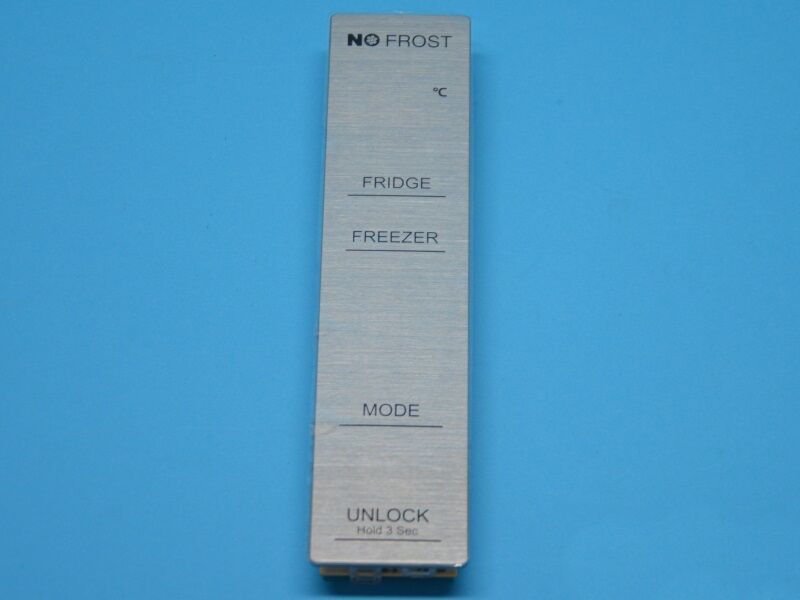 NO FROST
°C
FRIDGE
FREEZER
MODE
UNLOCK
Hold 3 Sec